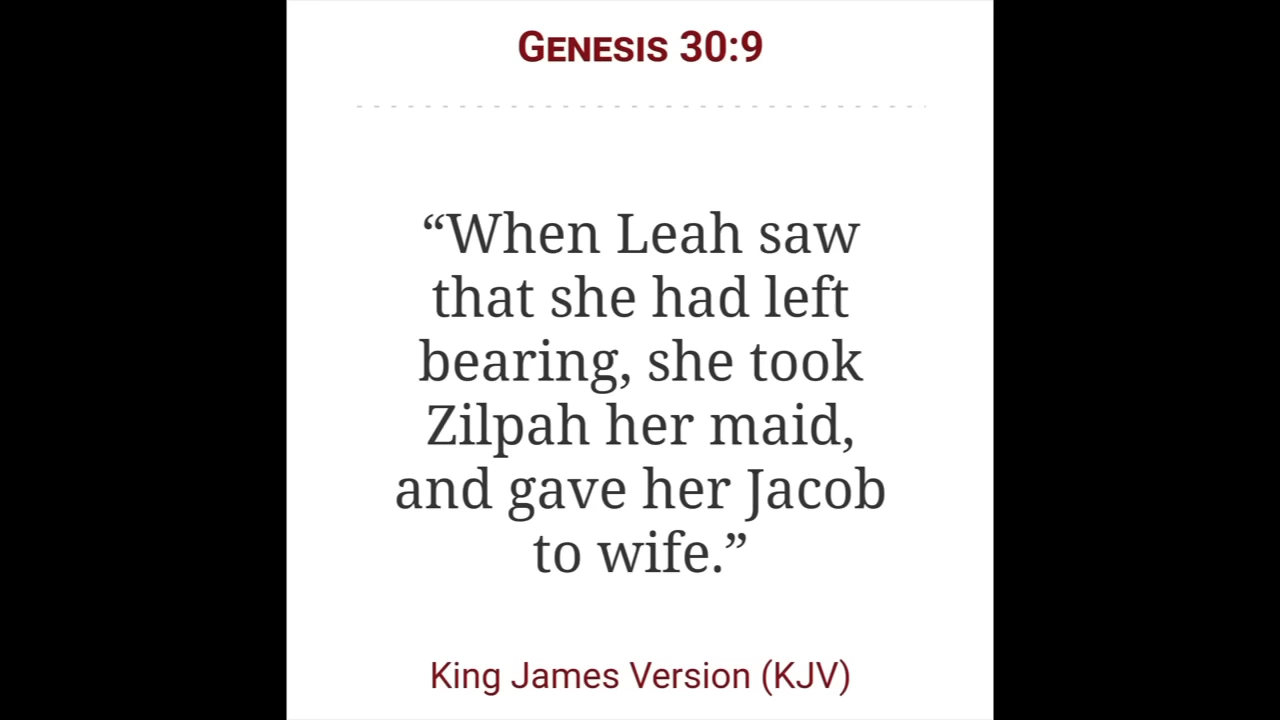 Genesis 30:9
“When Leah saw
that she had left
bearing, she took
Zilpah her maid,
and gave her Jacob
to wife.”
King James Version (KJV)